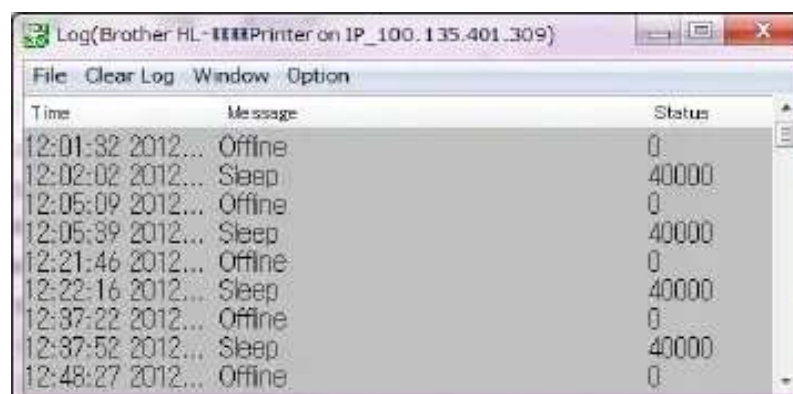 Log(Brother HL-####Printer on IP_100.135.401.309)
File Clear Log Window Option
Time Message Status
12:01:32 2012... Offline 0
12:02:02 2012... Sleep 40000
12:05:09 2012... Offline 0
12:05:39 2012... Sleep 40000
12:21:46 2012... Offline 0
12:22:16 2012... Sleep 40000
12:37:22 2012... Offline 0
12:37:52 2012... Sleep 40000
12:48:27 2012... Offline 0